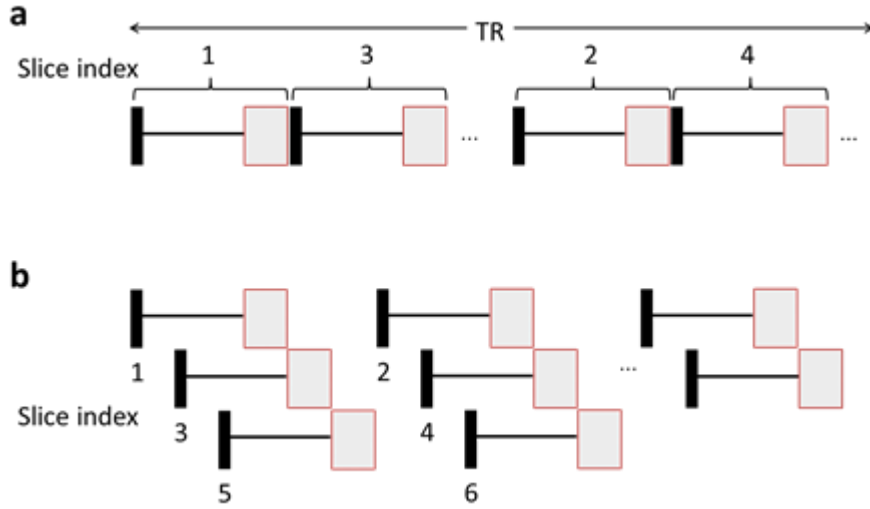 a
TR
1 3 2 4
Slice index
... ...
b
1 2 ...
3 4
Slice index
5 6